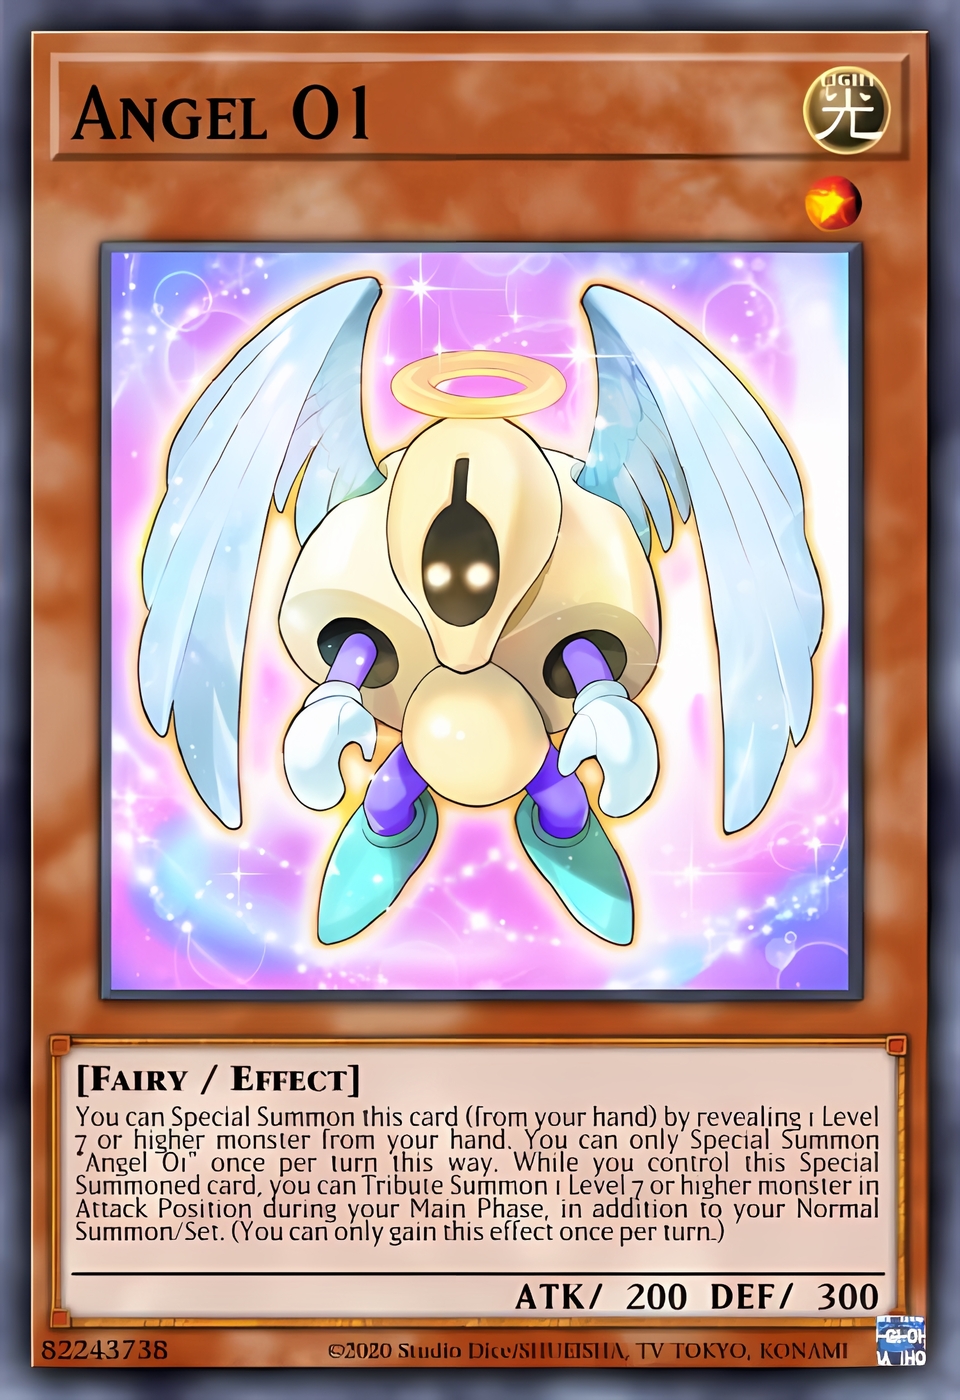 Angel O1
光
[Fairy / Effect]
You can Special Summon this card (from your hand) by revealing 1 Level
7 or higher monster from your hand. You can only Special Summon
"Angel O1" once per turn this way. While you control this Special
Summoned card, you can Tribute Summon 1 Level 7 or higher monster in
Attack Position during your Main Phase, in addition to your Normal
Summon/Set. (You can only gain this effect once per turn.)
ATK/ 200 DEF/ 300
82243738 ©2020 Studio Dice/SHUEISHA, TV TOKYO, KONAMI